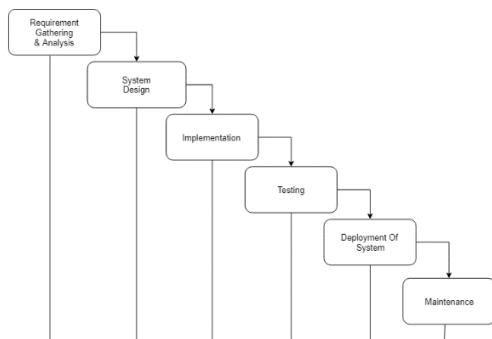 Requirement
Gathering
& Analysis
System
Design
Implementation
Testing
Deployment Of
System
Maintenance